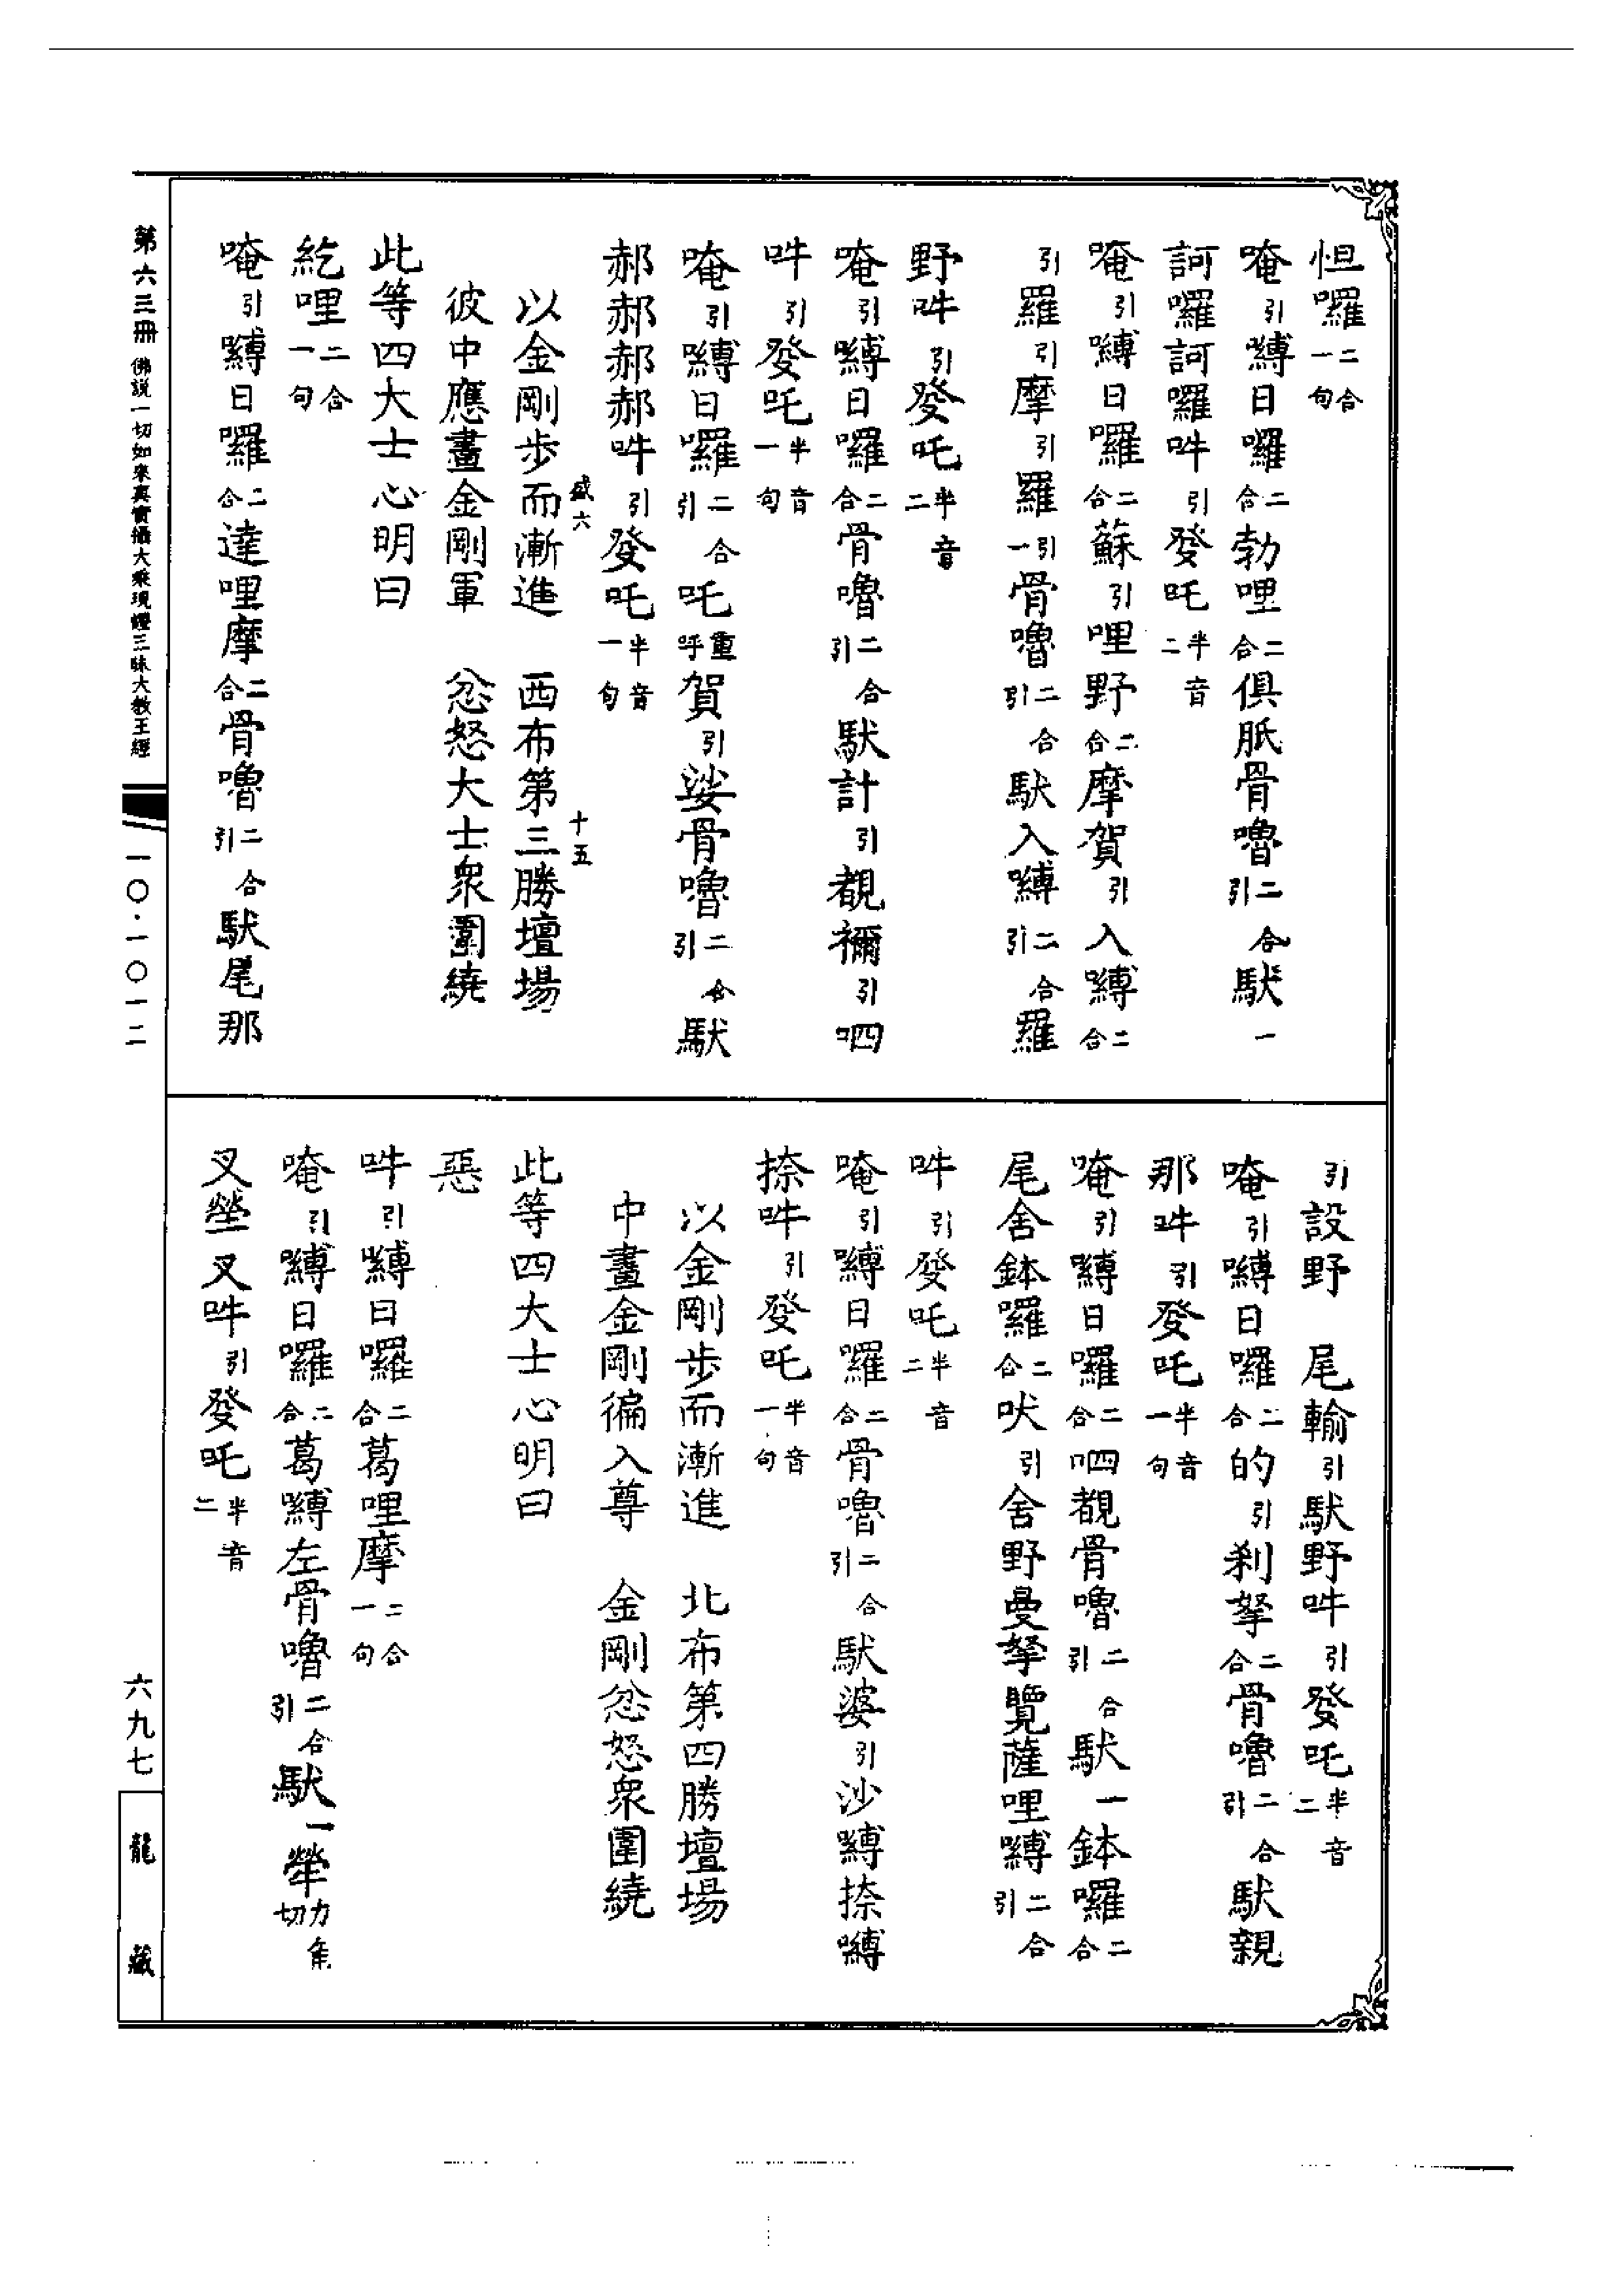 怛囉二合一句
唵引嚩日囉二合勃哩二合俱胝骨嚕二合引馱一
訶囉訶囉吽引發吒半音二
唵引嚩日囉二合蘇引哩野二合摩賀引入嚩二合
引羅引摩引羅引一骨嚕二合引馱入嚩二合引羅
野吽引發吒半音二
唵引嚩日囉二合骨嚕二合引馱計引覩禰引呬
吽引發吒半音一句
唵引嚩日囉二合引吒重呼賀引娑骨嚕二合引馱
郝郝郝郝吽引發吒半音一句
盛六 十五
以金剛步而漸進 西布第三勝壇場
彼中應畫金剛軍 忿怒大士衆圍繞
此等四大士心明曰
紇哩二合一句
唵引嚩日囉二合達哩摩二合骨嚕二合引馱尾那
引設野 尾輸引馱野吽引發吒半音二
唵引嚩日囉二合的引刹拏二合骨嚕二合引馱親
那吽引發吒半音一句
唵引嚩日囉二合呬覩骨嚕二合引馱一鉢囉二合
尾舍鉢囉二合吠引舍野曼拏覽薩哩嚩二合引
吽引發吒半音二
唵引嚩日囉二合骨嚕二合引馱婆引沙嚩捺嚩
捺吽引發吒半音一句
以金剛步而漸進 北布第四勝壇場
中畫金剛徧入尊 金剛忿怒衆圍繞
此等四大士心明曰
惡
吽引嚩日囉二合葛哩摩二合一句
唵引嚩日囉二合葛嚩左骨嚕二合引馱一犖力角切
叉犖叉吽引發吒半音二
第六三冊 佛説一切如來真實攝大乘現證三昧大教王經
一〇·一〇一二
六九七
龍藏